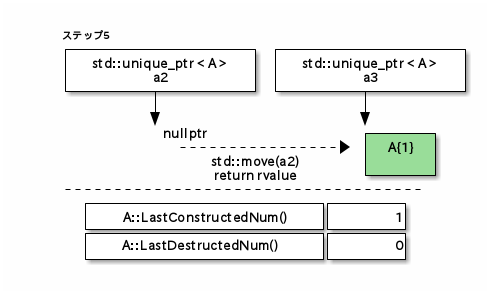 ステップ5
std::unique_ptr < A >
a2
std::unique_ptr < A >
a3
nullptr
A{1}
std::move(a2)
return rvalue
A::LastConstructedNum() 1
A::LastDestructedNum() 0